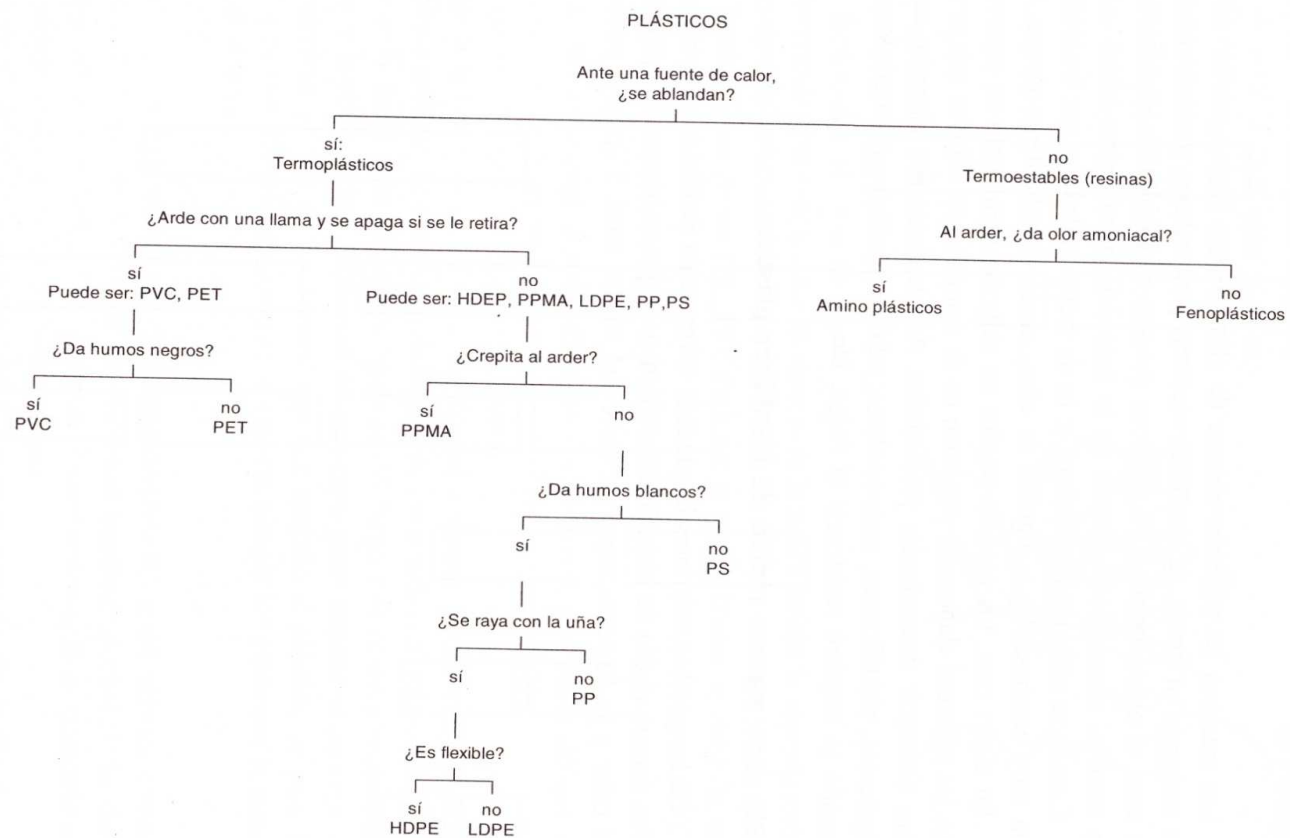 PLÁSTICOS
Ante una fuente de calor,
¿se ablandan?
sí:
Termoplásticos
no
Termoestables (resinas)
¿Arde con una llama y se apaga si se le retira?
Al arder, ¿da olor amoniacal?
sí
Puede ser: PVC, PET
no
Puede ser: HDEP, PPMA, LDPE, PP,PS
sí
Amino plásticos
no
Fenoplásticos
¿Da humos negros?
¿Crepita al arder?
sí
PVC
no
PET
sí
PPMA
no
¿Da humos blancos?
sí
no
PS
¿Se raya con la uña?
sí
no
PP
¿Es flexible?
sí
HDPE
no
LDPE